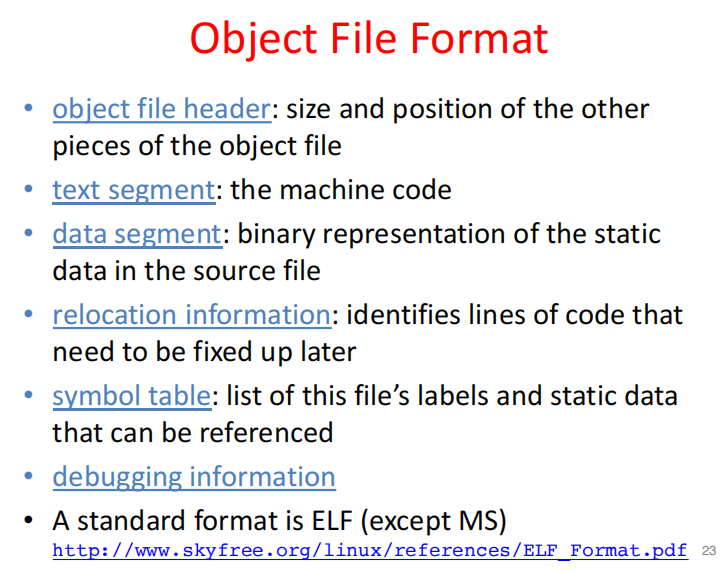 Object File Format
• object file header: size and position of the other
pieces of the object file
• text segment: the machine code
• data segment: binary representation of the static
data in the source file
• relocation information: identifies lines of code that
need to be fixed up later
• symbol table: list of this file’s labels and static data
that can be referenced
• debugging information
• A standard format is ELF (except MS)
http://www.skyfree.org/linux/references/ELF_Format.pdf 23